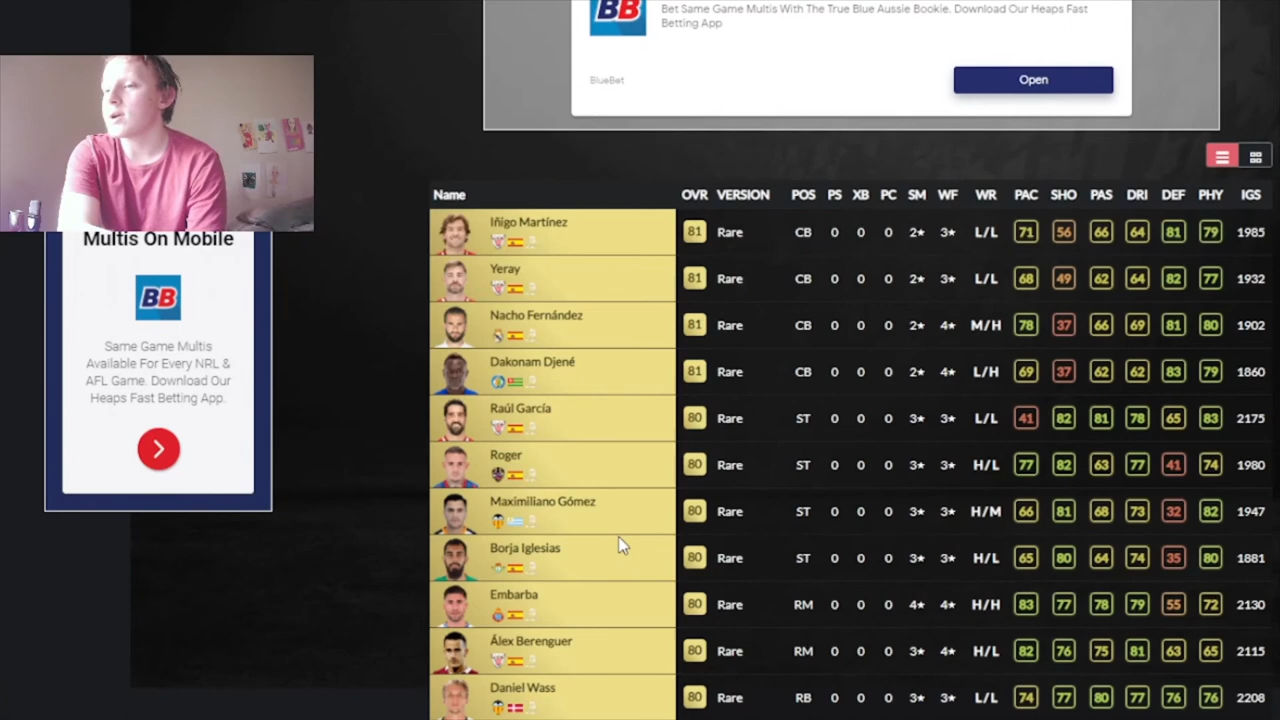 BB
Bet Same Game Multis With The True Blue Aussie Bookie. Download Our Heaps Fast
Betting App
BlueBet
Open
Multis On Mobile
BB
Same Game Multis
Available For Every NRL &
AFL Game. Download Our
Heaps Fast Betting App.
Name OVR VERSION POS PS XB PC SM WF WR PAC SHO PAS DRI DEF PHY IGS
Iñigo Martínez 81 Rare CB 0 0 0 2★ 3★ L/L 71 56 66 64 81 79 1985
Yeray 81 Rare CB 0 0 0 2★ 3★ L/L 68 49 62 64 82 77 1932
Nacho Fernández 81 Rare CB 0 0 0 2★ 4★ M/H 78 37 66 69 81 80 1902
Dakonam Djené 81 Rare CB 0 0 0 2★ 4★ L/H 69 37 62 62 83 79 1860
Raúl García 80 Rare ST 0 0 0 3★ 3★ L/L 41 82 81 78 65 83 2175
Roger 80 Rare ST 0 0 0 3★ 3★ H/L 77 82 63 77 41 74 1980
Maximiliano Gómez 80 Rare ST 0 0 0 3★ 3★ H/M 66 81 68 73 32 82 1947
Borja Iglesias 80 Rare ST 0 0 0 3★ 3★ H/L 65 80 64 74 35 80 1881
Embarba 80 Rare RM 0 0 0 4★ 4★ H/H 83 77 78 79 55 72 2130
Álex Berenguer 80 Rare RM 0 0 0 3★ 4★ H/L 82 76 75 81 63 65 2115
Daniel Wass 80 Rare RB 0 0 0 3★ 3★ L/L 74 77 80 77 76 76 2208